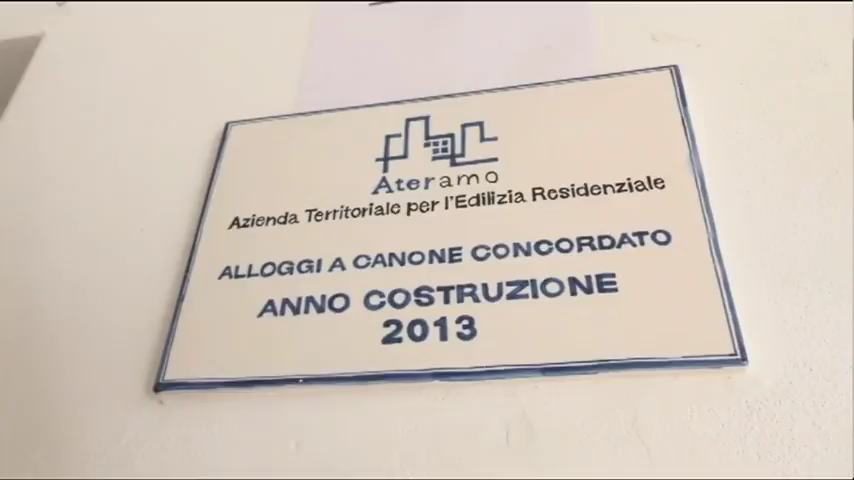 Ateramo
Azienda Territoriale per l'Edilizia Residenziale
ALLOGGI A CANONE CONCORDATO
ANNO COSTRUZIONE
2013